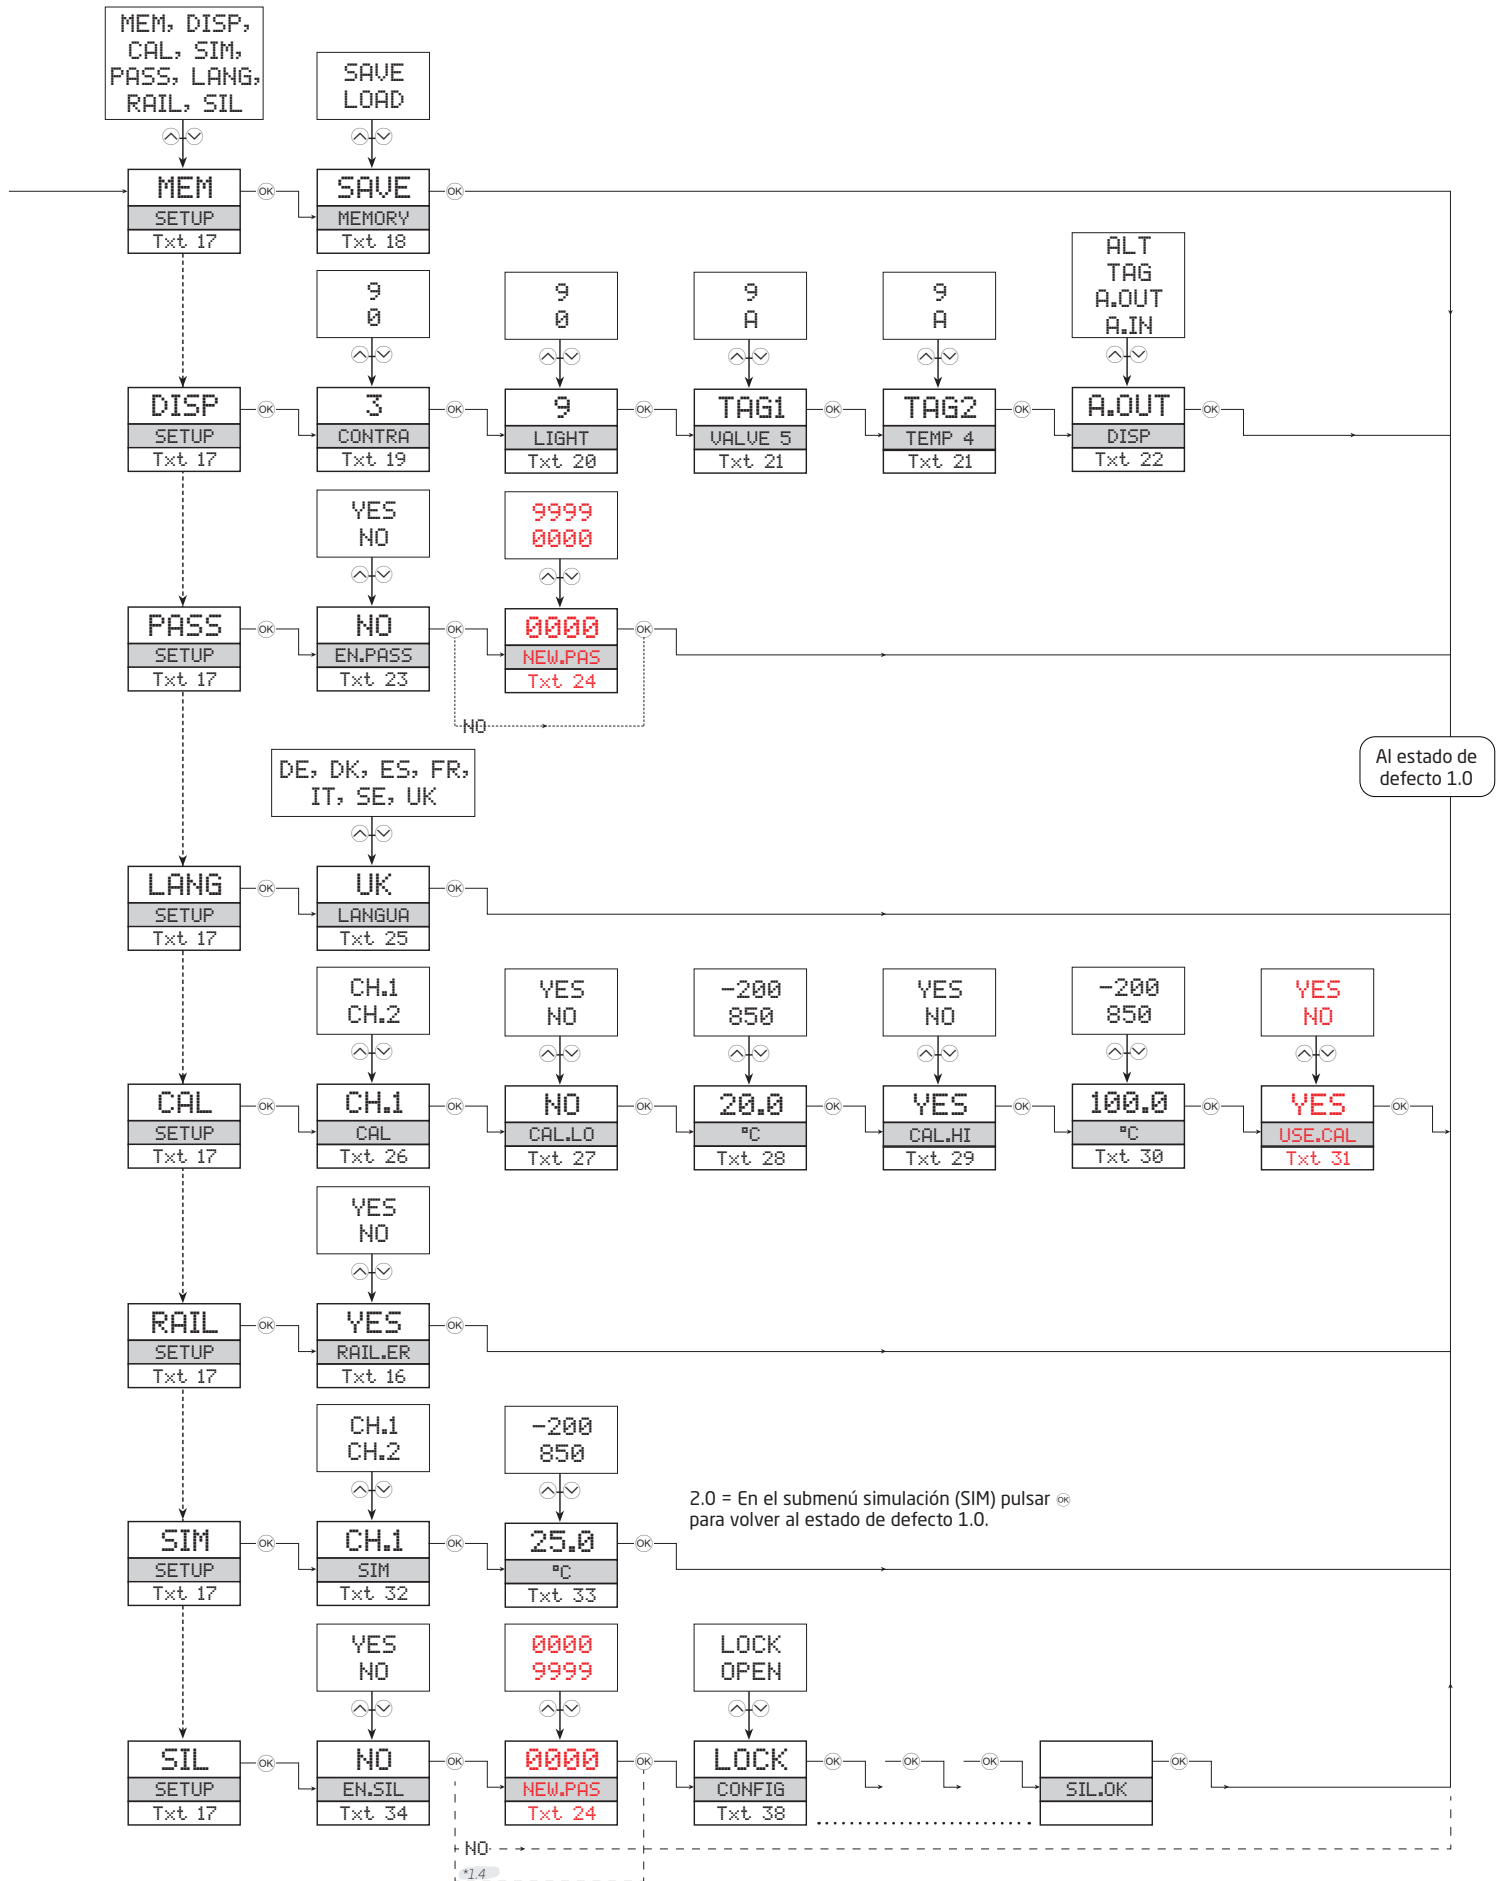 MEM, DISP,
CAL, SIM,
PASS, LANG,
RAIL, SIL
SAVE
LOAD
MEM
SETUP
Txt 17
OK
SAVE
MEMORY
Txt 18
OK
9
0
9
0
9
A
9
A
ALT
TAG
A.OUT
A.IN
DISP
SETUP
Txt 17
OK
3
CONTRA
Txt 19
OK
9
LIGHT
Txt 20
OK
TAG1
VALVE 5
Txt 21
OK
TAG2
TEMP 4
Txt 21
OK
A.OUT
DISP
Txt 22
OK
YES
NO
9999
0000
PASS
SETUP
Txt 17
OK
NO
EN.PASS
Txt 23
OK
0000
NEW.PAS
Txt 24
OK
NO
Al estado de
defecto 1.0
DE, DK, ES, FR,
IT, SE, UK
LANG
SETUP
Txt 17
OK
UK
LANGUA
Txt 25
OK
CH.1
CH.2
YES
NO
-200
850
YES
NO
-200
850
YES
NO
CAL
SETUP
Txt 17
OK
CH.1
CAL
Txt 26
OK
NO
CAL.LO
Txt 27
OK
20.0
°C
Txt 28
OK
YES
CAL.HI
Txt 29
OK
100.0
°C
Txt 30
OK
YES
USE.CAL
Txt 31
OK
YES
NO
RAIL
SETUP
Txt 17
OK
YES
RAIL.ER
Txt 16
OK
CH.1
CH.2
-200
850
2.0 = En el submenú simulación (SIM) pulsar OK
para volver al estado de defecto 1.0.
SIM
SETUP
Txt 17
OK
CH.1
SIM
Txt 32
OK
25.0
°C
Txt 33
OK
YES
NO
0000
9999
LOCK
OPEN
SIL
SETUP
Txt 17
OK
NO
EN.SIL
Txt 34
OK
0000
NEW.PAS
Txt 24
OK
LOCK
CONFIG
Txt 38
OK
OK
OK
SIL.OK
OK
NO
*1.4